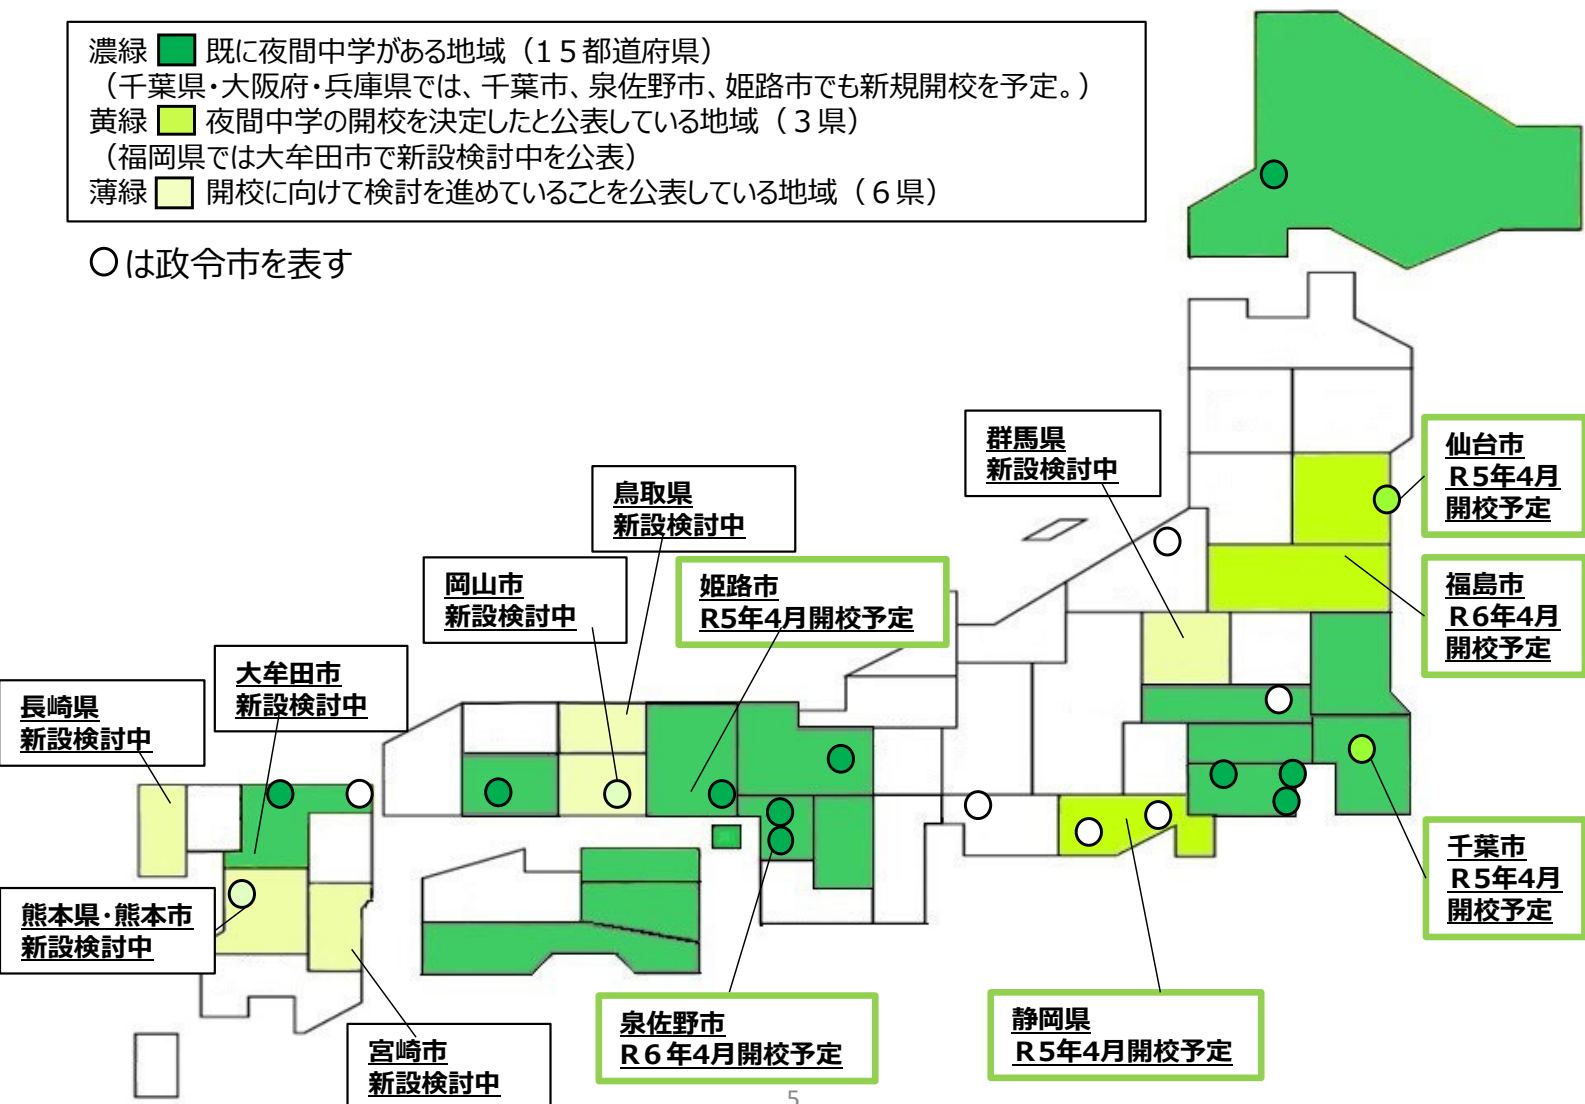 濃緑 既に夜間中学がある地域（15都道府県）
（千葉県・大阪府・兵庫県では、千葉市、泉佐野市、姫路市でも新規開校を予定。）
黄緑 夜間中学の開校を決定したと公表している地域（３県）
（福岡県では大牟田市で新設検討中を公表）
薄緑 開校に向けて検討を進めていることを公表している地域（６県）
○は政令市を表す
群馬県
新設検討中
仙台市
R5年4月
開校予定
鳥取県
新設検討中
岡山市
新設検討中
姫路市
R5年4月開校予定
福島市
R6年4月
開校予定
大牟田市
新設検討中
長崎県
新設検討中
千葉市
R5年4月
開校予定
熊本県・熊本市
新設検討中
宮崎市
新設検討中
泉佐野市
R６年4月開校予定
静岡県
R5年4月開校予定
5